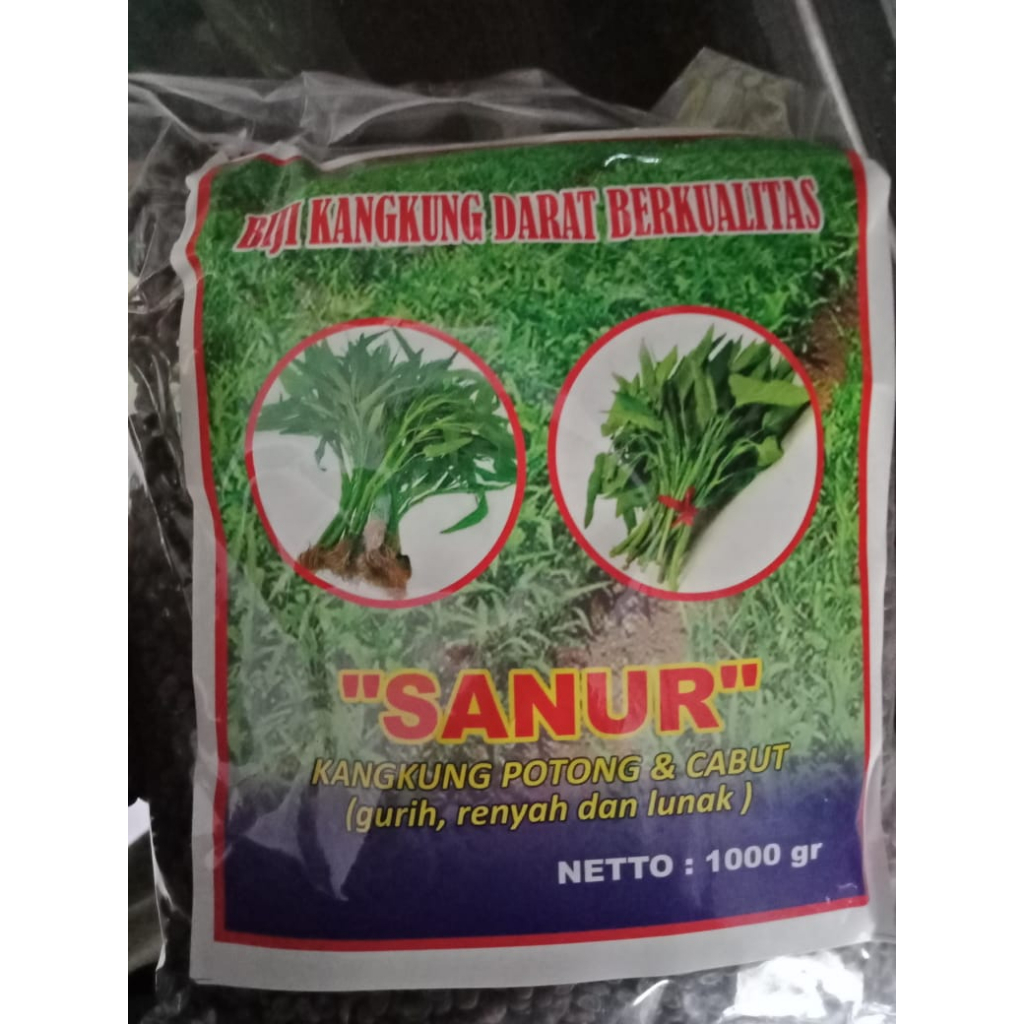 BIJI KANGKUNG DARAT BERKUALITAS
"SANUR"
KANGKUNG POTONG & CABUT
(gurih, renyah dan lunak )
NETTO : 1000 gr